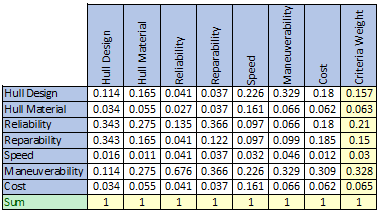 Hull Design Hull Material Reliability Reparability Speed Maneuverability Cost Criteria Weight
Hull Design 0.114 0.165 0.041 0.037 0.226 0.329 0.18 0.157
Hull Material 0.034 0.055 0.041 0.027 0.037 0.161 0.066 0.062 0.063
Reliability 0.343 0.275 0.135 0.366 0.097 0.066 0.18 0.21
Reparability 0.343 0.165 0.041 0.122 0.097 0.099 0.185 0.15
Speed 0.016 0.011 0.041 0.037 0.032 0.046 0.012 0.03
Maneuverability 0.114 0.275 0.676 0.366 0.226 0.329 0.309 0.328
Cost 0.034 0.055 0.041 0.037 0.161 0.066 0.062 0.065
Sum 1 1 1 1 1 1 1 1